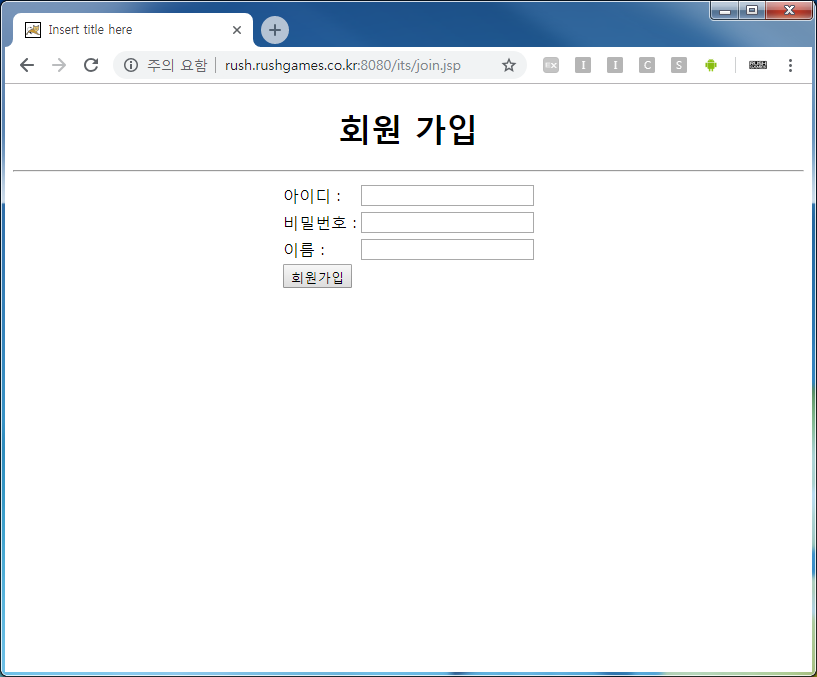 Insert title here
주의 요함 rush.rushgames.co.kr:8080/its/join.jsp
회원 가입
아이디 :
비밀번호 :
이름 :
회원가입